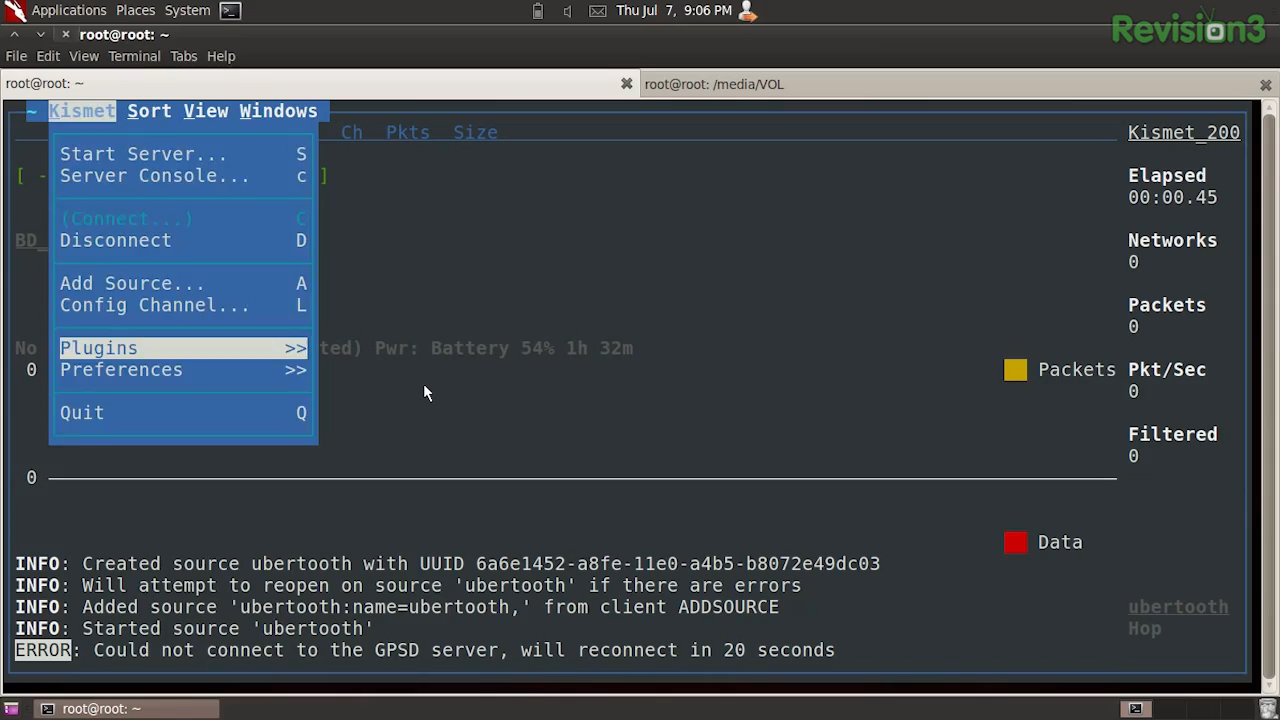 Applications Places System
Thu Jul 7, 9:06 PM
Revision3
root@root: ~
File Edit View Terminal Tabs Help
root@root: ~
root@root: /media/VOL
~ Kismet Sort View Windows
Ch Pkts Size
Kismet_200
Start Server... S
Server Console... c
(Connect...) C
Disconnect D
Add Source... A
Config Channel... L
Plugins >>
Preferences >>
Quit Q
[ - ]
BD_
No ted) Pwr: Battery 54% 1h 32m
0
0
Elapsed
00:00.45
Networks
0
Packets
0
Packets
Pkt/Sec
0
Filtered
0
Data
INFO: Created source ubertooth with UUID 6a6e1452-a8fe-11e0-a4b5-b8072e49dc03
INFO: Will attempt to reopen on source 'ubertooth' if there are errors
INFO: Added source 'ubertooth:name=ubertooth,' from client ADDSOURCE
INFO: Started source 'ubertooth'
ERROR: Could not connect to the GPSD server, will reconnect in 20 seconds
ubertooth
Hop
root@root: ~